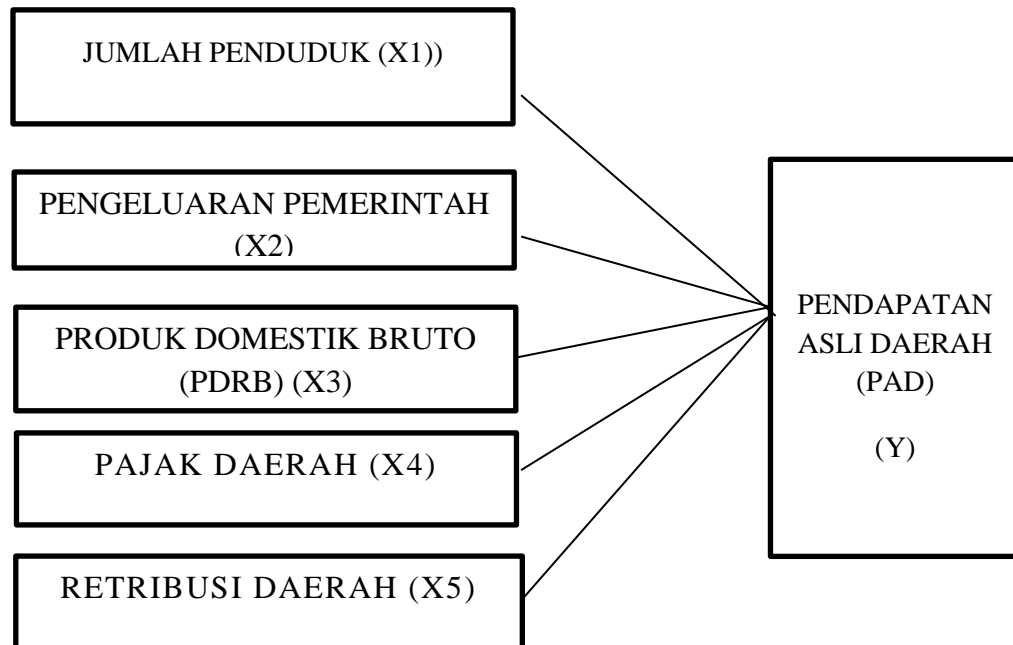 JUMLAH PENDUDUK (X1))
PENGELUARAN PEMERINTAH
(X2)
PRODUK DOMESTIK BRUTO
(PDRB) (X3)
PAJAK DAERAH (X4)
RETRIBUSI DAERAH (X5)
PENDAPATAN
ASLI DAERAH
(PAD)
(Y)